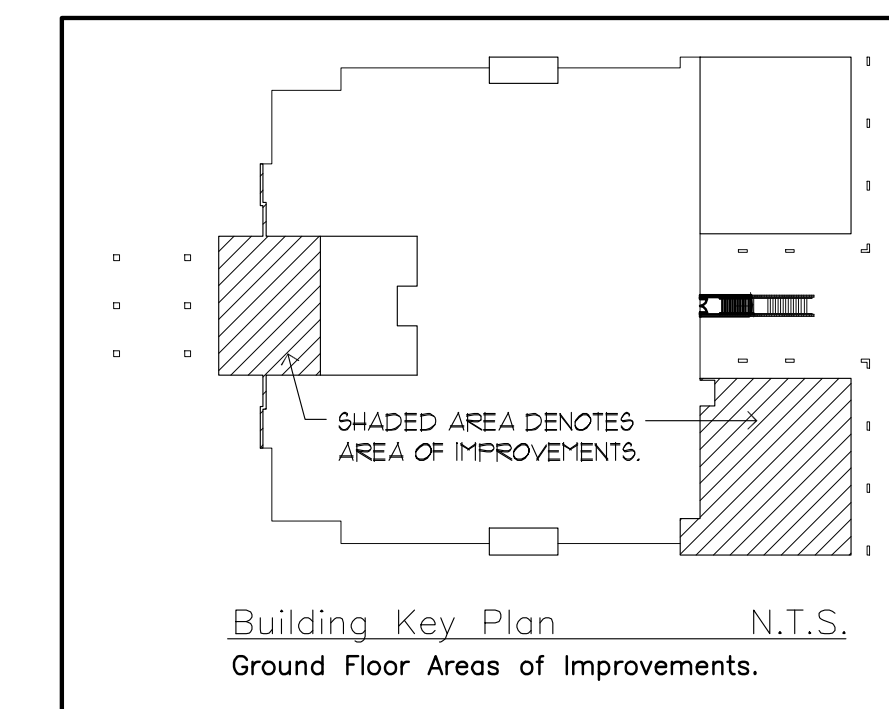 SHADED AREA DENOTES
AREA OF IMPROVEMENTS.
Building Key Plan N.T.S.
Ground Floor Areas of Improvements.